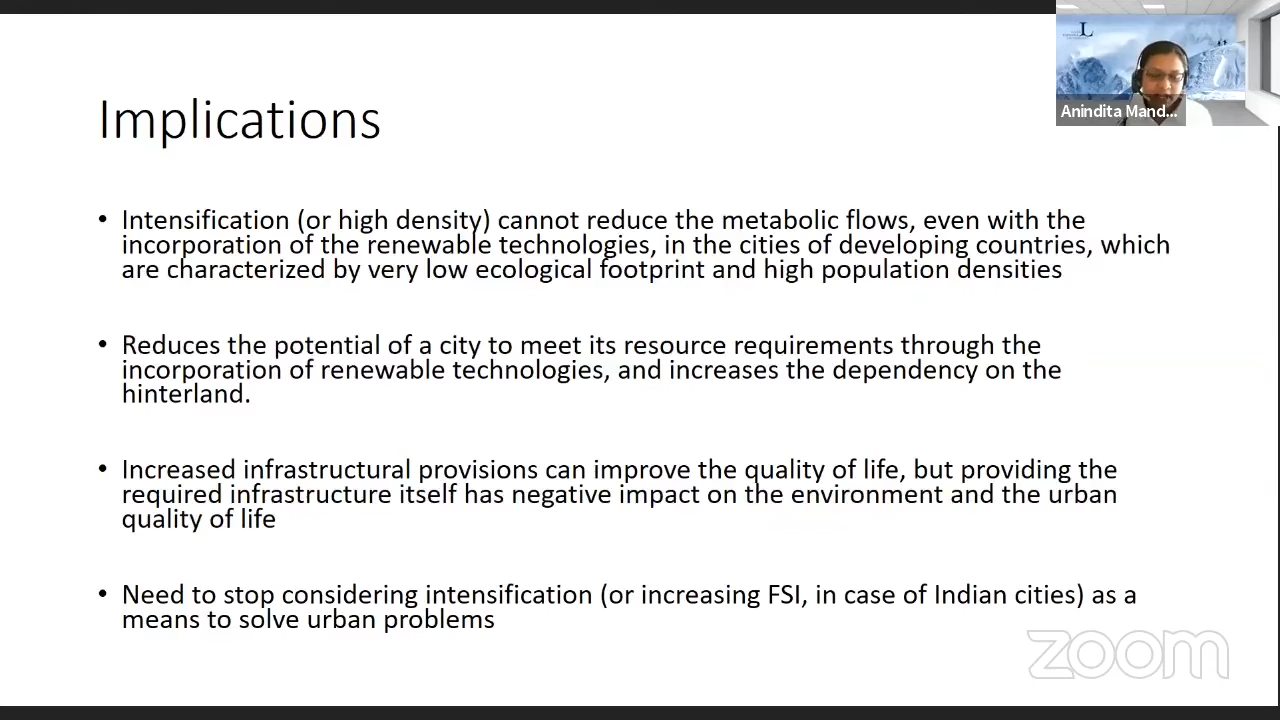 Implications
• Intensification (or high density) cannot reduce the metabolic flows, even with the
incorporation of the renewable technologies, in the cities of developing countries, which
are characterized by very low ecological footprint and high population densities
• Reduces the potential of a city to meet its resource requirements through the
incorporation of renewable technologies, and increases the dependency on the
hinterland.
• Increased infrastructural provisions can improve the quality of life, but providing the
required infrastructure itself has negative impact on the environment and the urban
quality of life
• Need to stop considering intensification (or increasing FSI, in case of Indian cities) as a
means to solve urban problems
L
Anindita Mand...
zoom